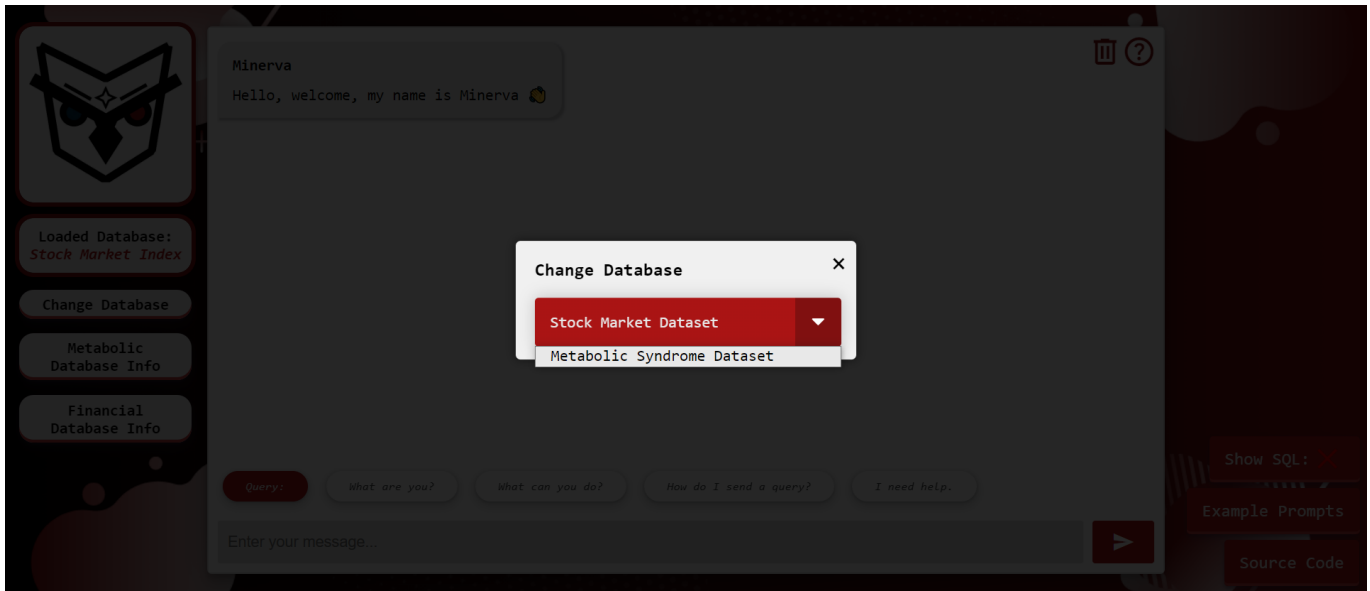 Minerva
Hello, welcome, my name is Minerva
Loaded Database:
Stock Market Index
Change Database
Metabolic
Database Info
Financial
Database Info
Change Database
Stock Market Dataset
Metabolic Syndrome Dataset
Query:
What are you?
What can you do?
How do I send a query?
I need help.
Enter your message...
Show SQL:
Example Prompts
Source Code